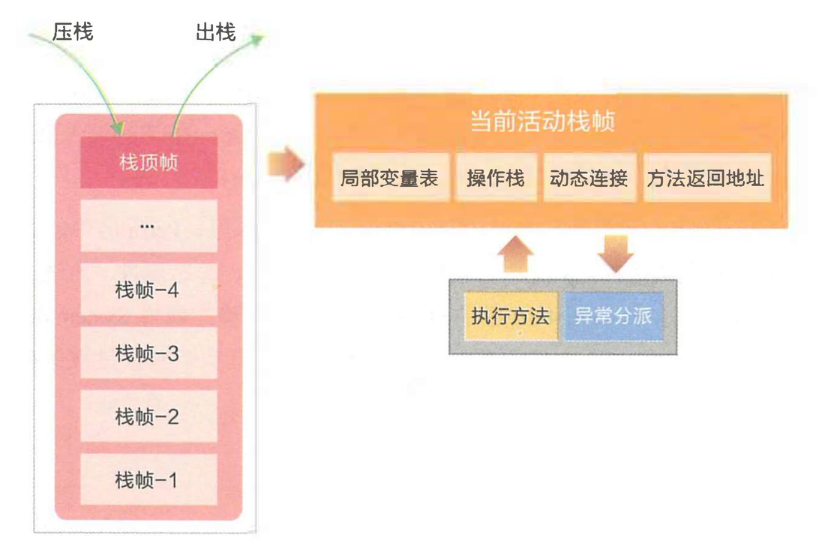 压栈
出栈
栈顶帧
...
栈帧-4
栈帧-3
栈帧-2
栈帧-1
当前活动栈帧
局部变量表
操作栈
动态连接
方法返回地址
执行方法
异常分派